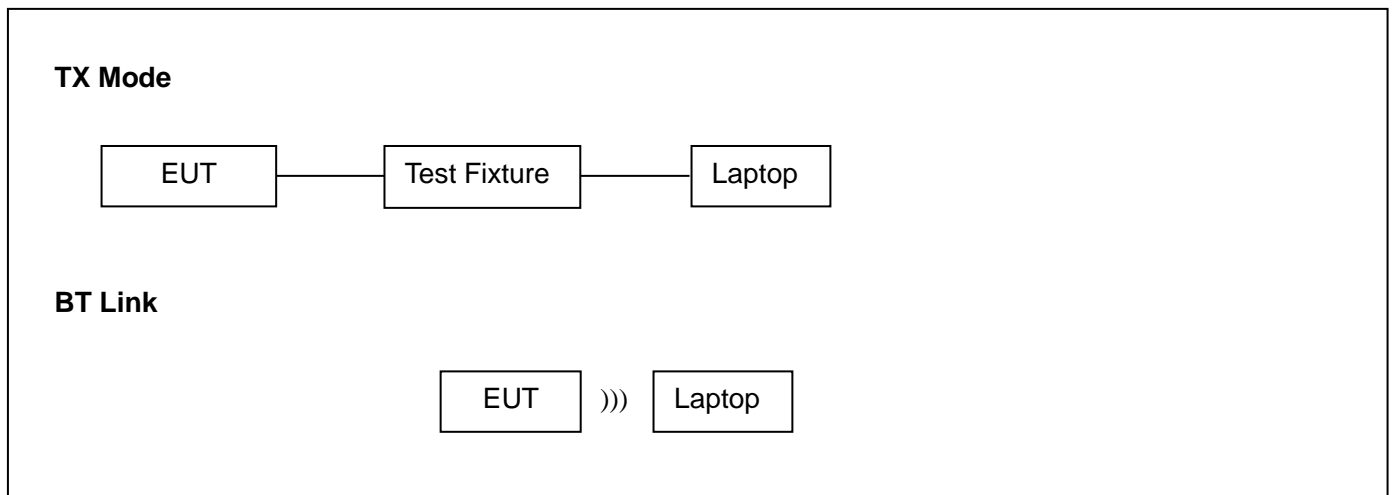 TX Mode
EUT Test Fixture Laptop
BT Link
EUT ))) Laptop